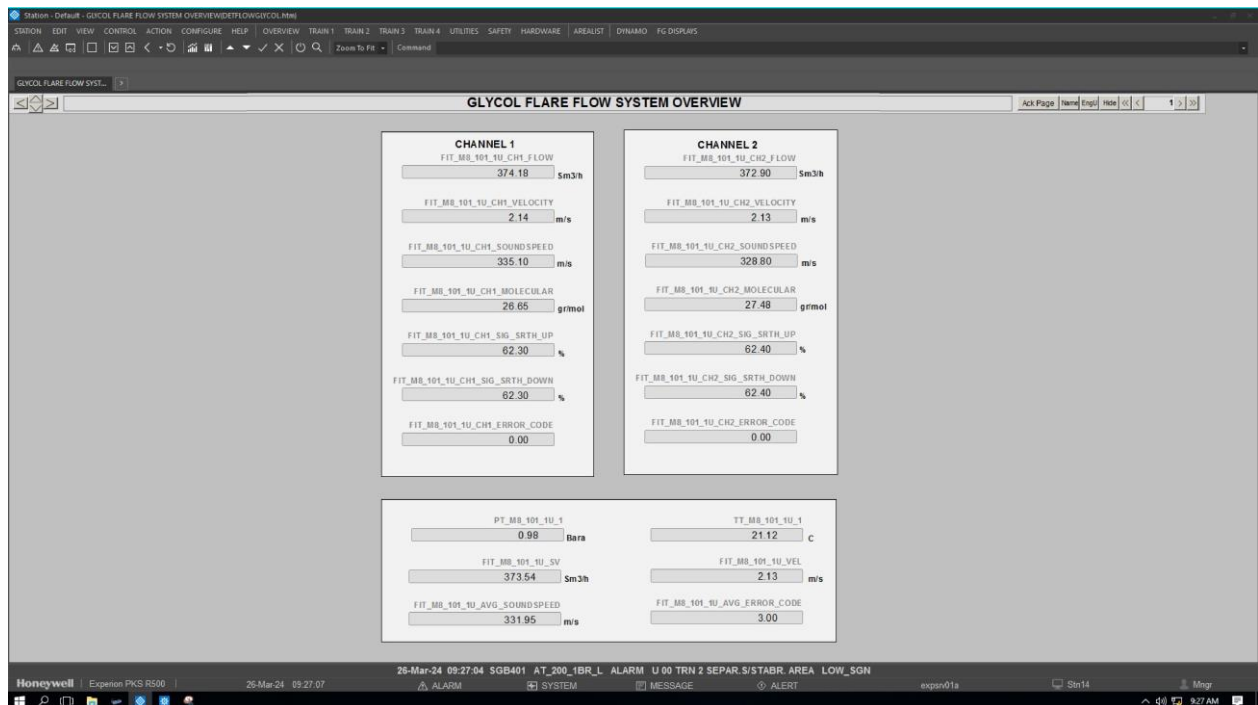 Station - Default - GLYCOL FLARE FLOW SYSTEM OVERVIEW(DETFLOWGLYCOL.htm)
STATION EDIT VIEW CONTROL ACTION CONFIGURE HELP OVERVIEW TRAIN 1 TRAIN 2 TRAIN 3 TRAIN 4 UTILITIES SAFETY HARDWARE AREALIST DYNAMO FG DISPLAYS
Zoom To Fit Command
GLYCOL FLARE FLOW SYST...
GLYCOL FLARE FLOW SYSTEM OVERVIEW
Ack Page Name EngU Hide << < 1 > >>
CHANNEL 1
FIT_M8_101_1U_CH1_FLOW
374.18 Sm3/h
FIT_M8_101_1U_CH1_VELOCITY
2.14 m/s
FIT_M8_101_1U_CH1_SOUNDSPEED
335.10 m/s
FIT_M8_101_1U_CH1_MOLECULAR
26.65 gr/mol
FIT_M8_101_1U_CH1_SIG_SRTH_UP
62.30 %
FIT_M8_101_1U_CH1_SIG_SRTH_DOWN
62.30 %
FIT_M8_101_1U_CH1_ERROR_CODE
0.00
CHANNEL 2
FIT_M8_101_1U_CH2_FLOW
372.90 Sm3/h
FIT_M8_101_1U_CH2_VELOCITY
2.13 m/s
FIT_M8_101_1U_CH2_SOUNDSPEED
328.80 m/s
FIT_M8_101_1U_CH2_MOLECULAR
27.48 gr/mol
FIT_M8_101_1U_CH2_SIG_SRTH_UP
62.40 %
FIT_M8_101_1U_CH2_SIG_SRTH_DOWN
62.40 %
FIT_M8_101_1U_CH2_ERROR_CODE
0.00
PT_M8_101_1U_1
0.98 Bara
TT_M8_101_1U_1
21.12 C
FIT_M8_101_1U_SV
373.54 Sm3/h
FIT_M8_101_1U_VEL
2.13 m/s
FIT_M8_101_1U_AVG_SOUNDSPEED
331.95 m/s
FIT_M8_101_1U_AVG_ERROR_CODE
3.00
26-Mar-24 09:27:04 SGB401 AT_200_1BR_L ALARM U 00 TRN 2 SEPAR.S/STABR. AREA LOW_SGN
Honeywell Experion PKS R500 26-Mar-24 09:27:07 ALARM SYSTEM MESSAGE ALERT expsrv01a Stn14 Mngr
9:27 AM